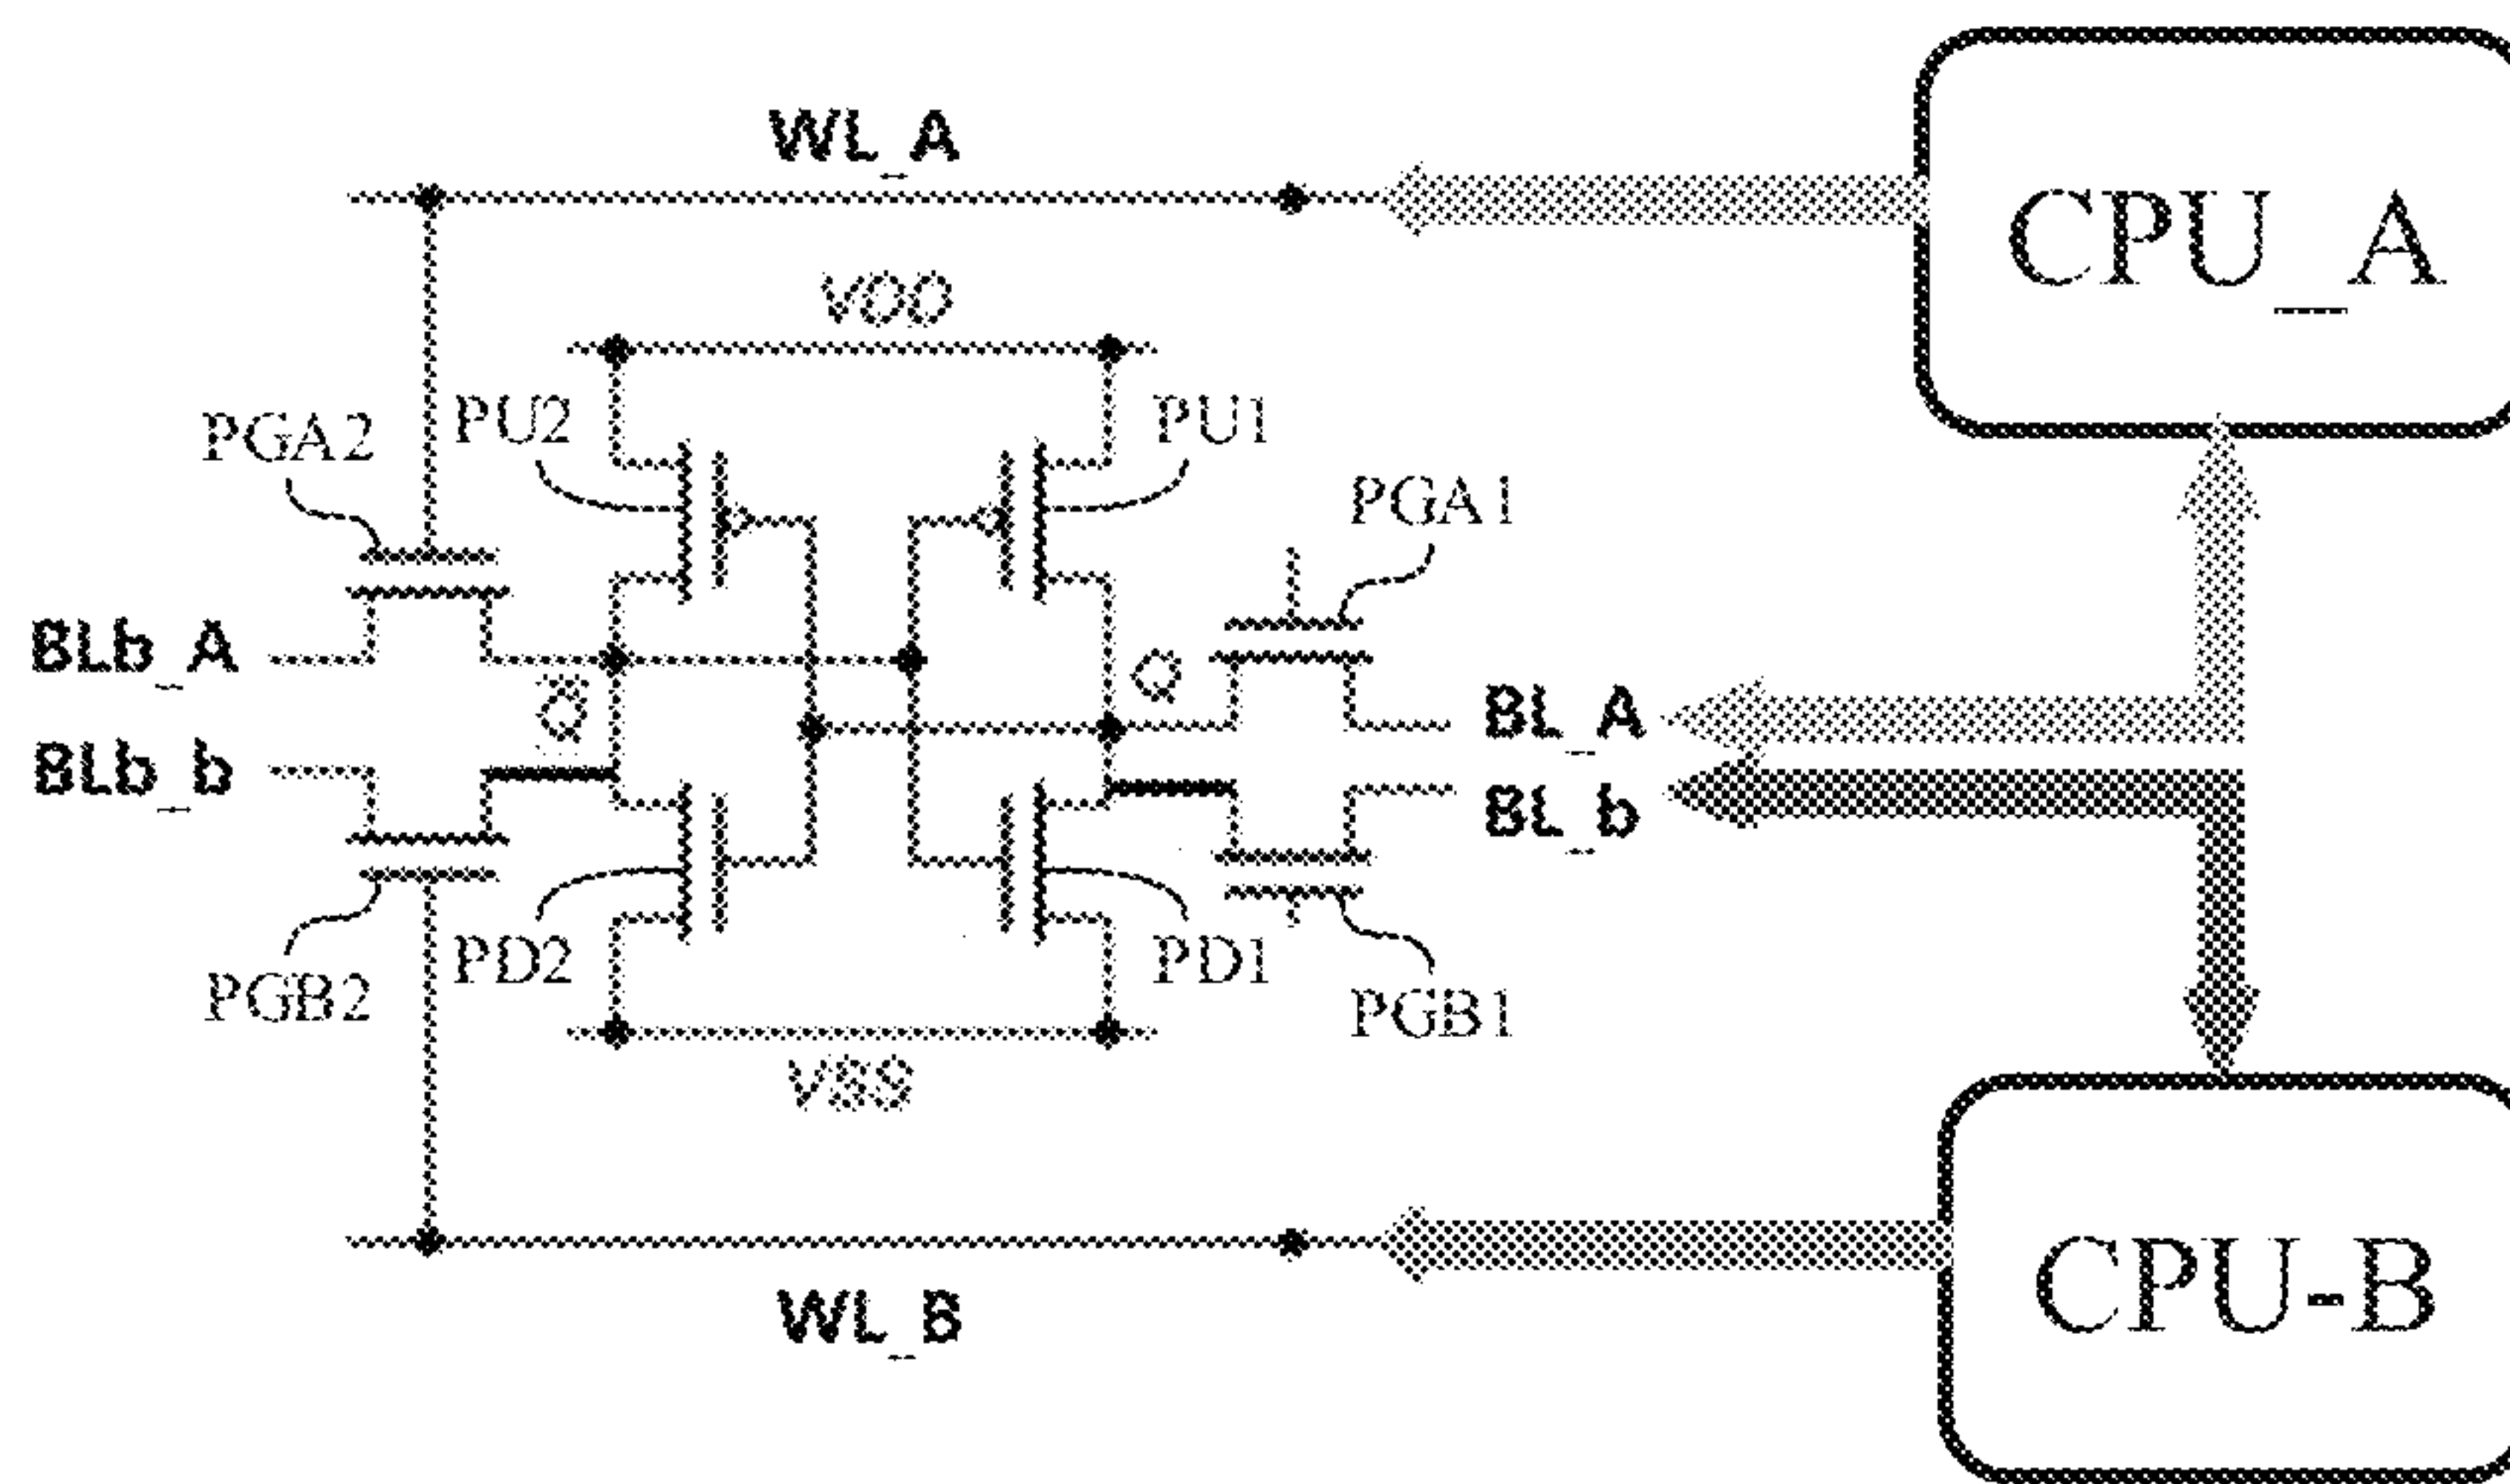 WL_A
CPU_A
VDD
PGA2
PU2
PU1
PGA1
BLb_A
Q
Q
BL_A
BLb_b
BL_b
PGB2
PD2
PD1
PGB1
VSS
WL_B
CPU-B